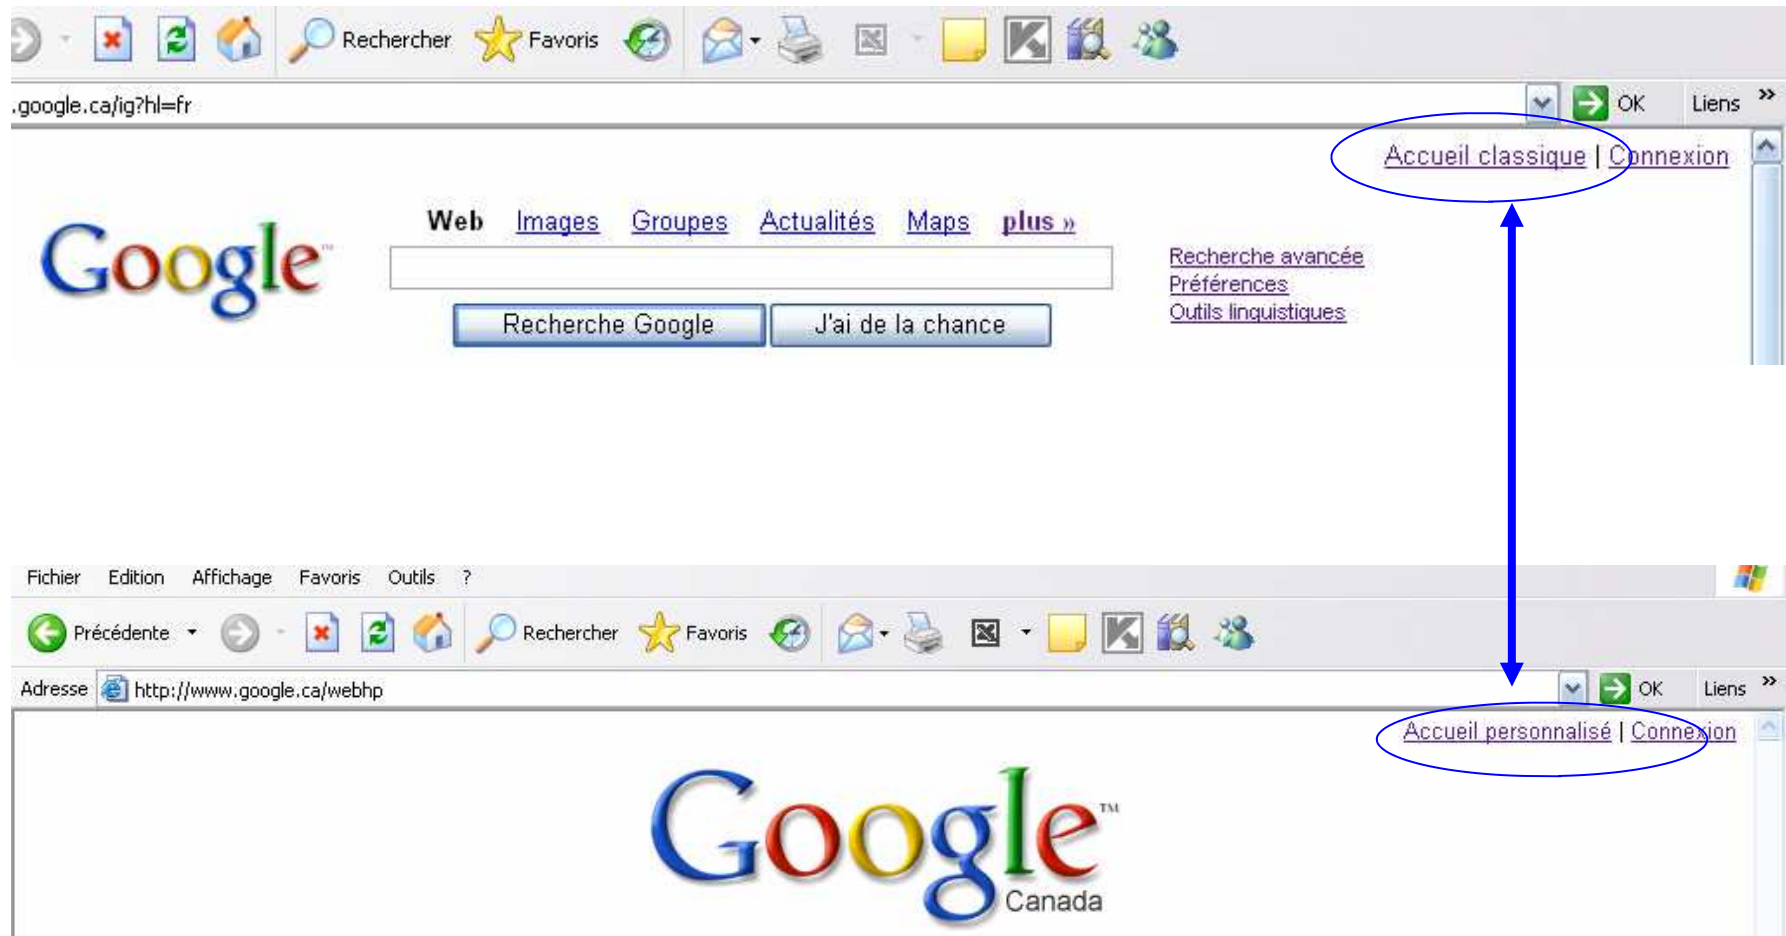 Rechercher Favoris
.google.ca/ig?hl=fr OK Liens »
Accueil classique | Connexion
Web Images Groupes Actualités Maps plus »
Google™
Recherche avancée
Préférences
Outils linguistiques
Recherche Google J'ai de la chance
Fichier Edition Affichage Favoris Outils ?
Précédente Rechercher Favoris
Adresse http://www.google.ca/webhp OK Liens »
Accueil personnalisé | Connexion
Google™
Canada